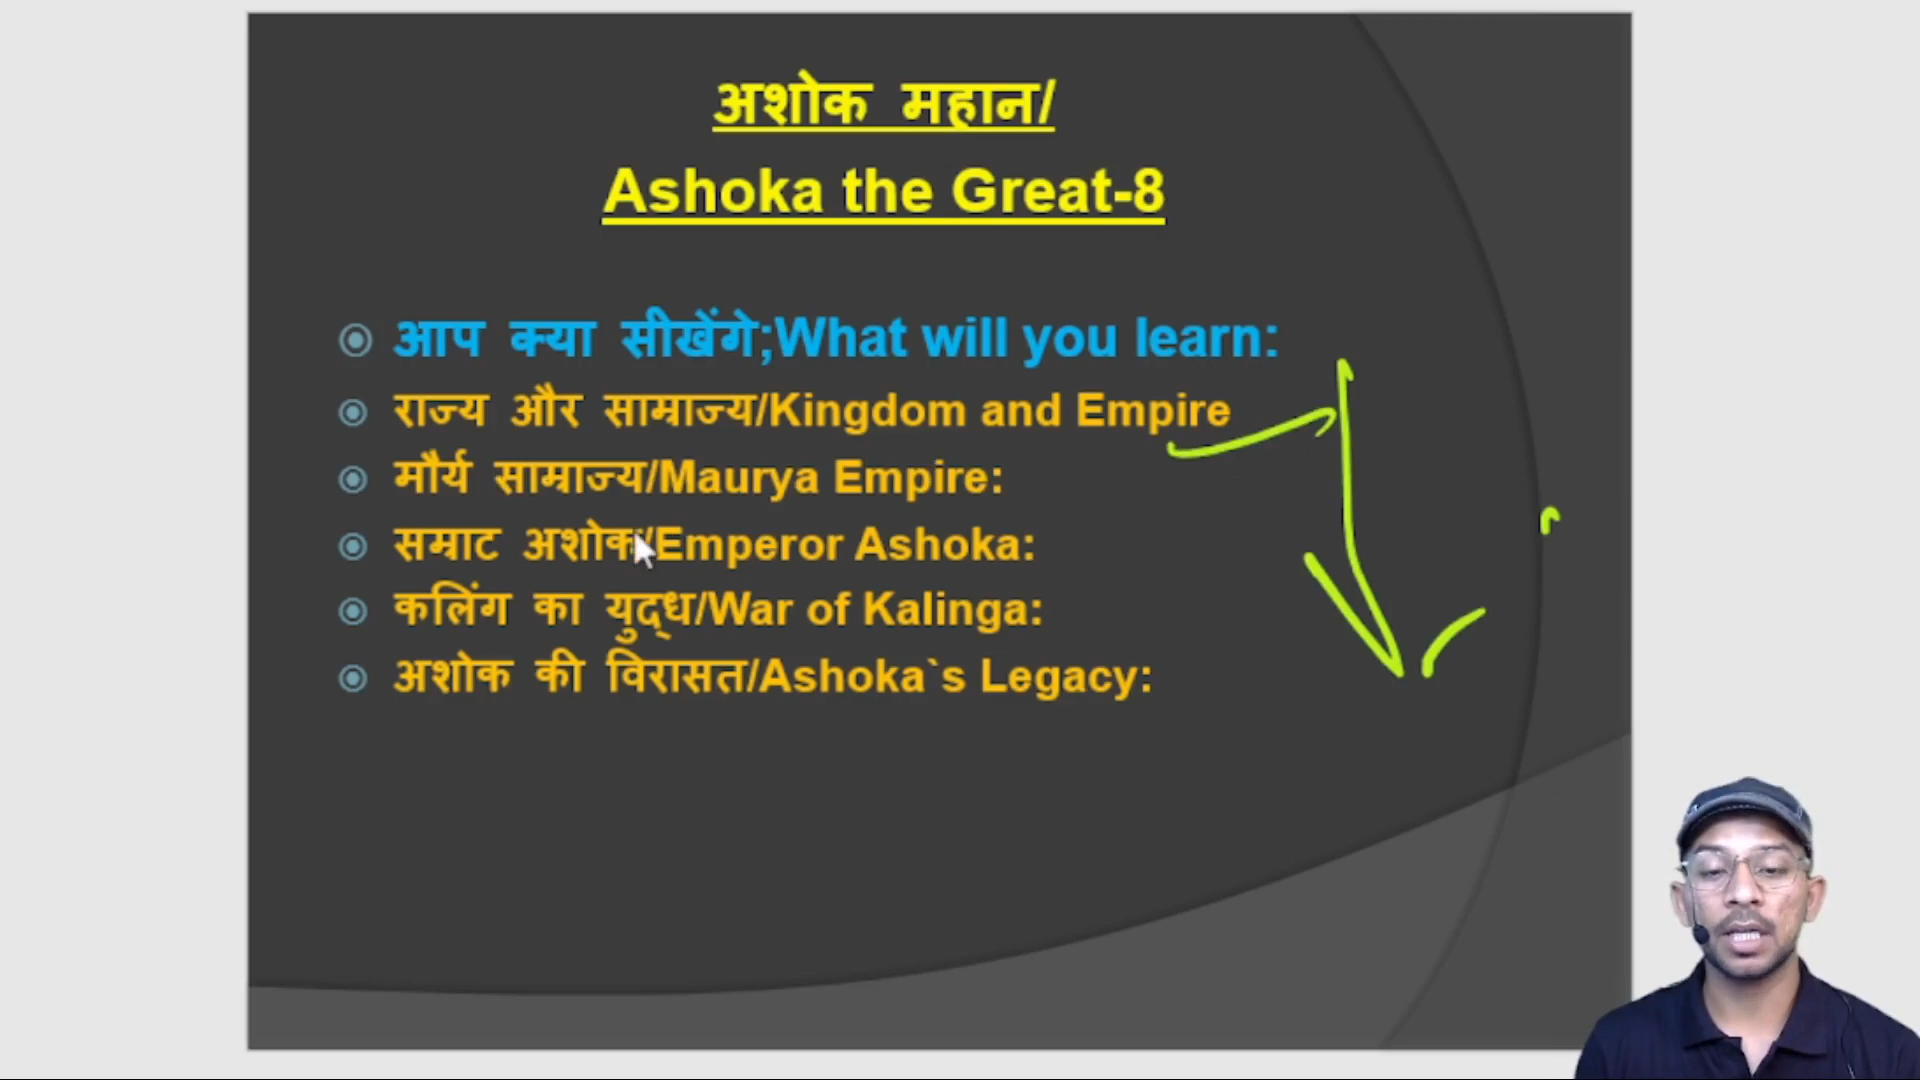 अशोक महान/
Ashoka the Great-8
आप क्या सीखेंगे;What will you learn:
राज्य और साम्राज्य/Kingdom and Empire
मौर्य साम्राज्य/Maurya Empire:
सम्राट अशोक/Emperor Ashoka:
कलिंग का युद्ध/War of Kalinga:
अशोक की विरासत/Ashoka`s Legacy: